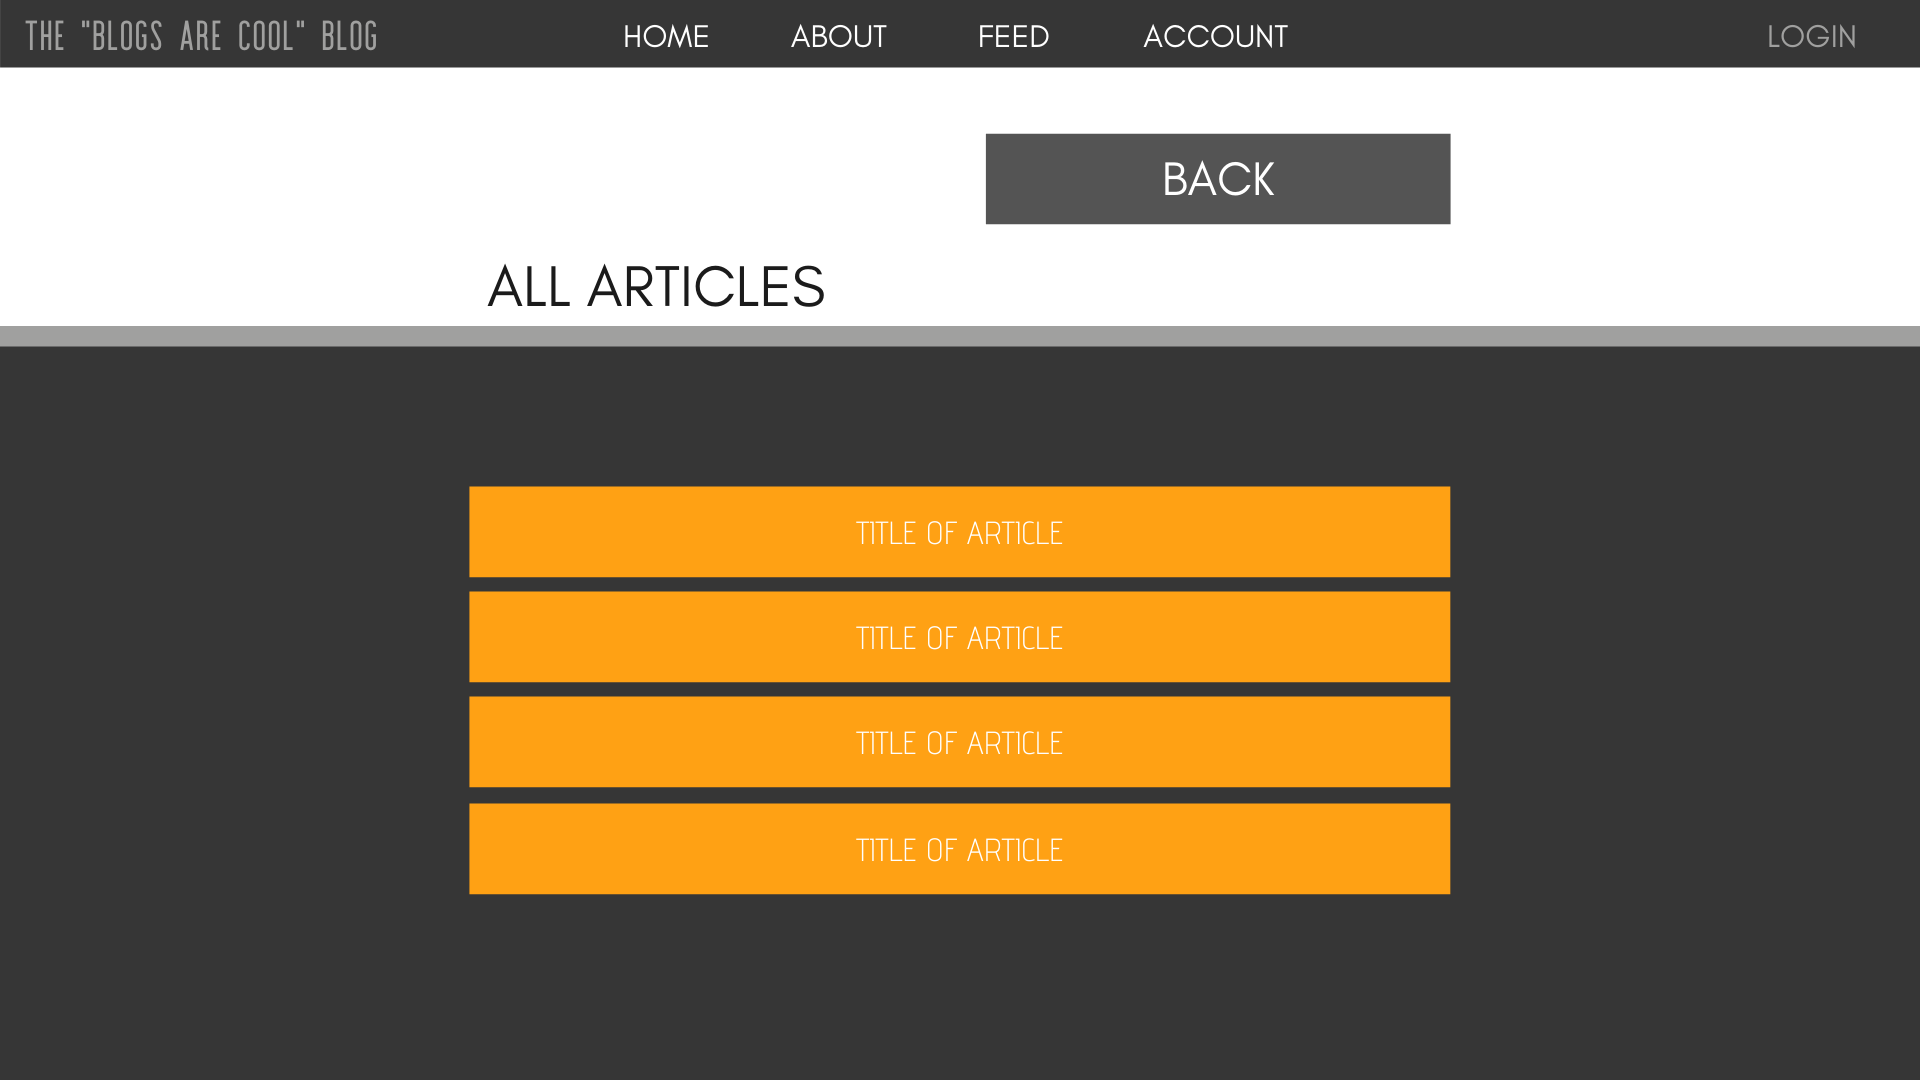 THE "BLOGS ARE COOL" BLOG
HOME
ABOUT
FEED
ACCOUNT
LOGIN
BACK
ALL ARTICLES
TITLE OF ARTICLE
TITLE OF ARTICLE
TITLE OF ARTICLE
TITLE OF ARTICLE